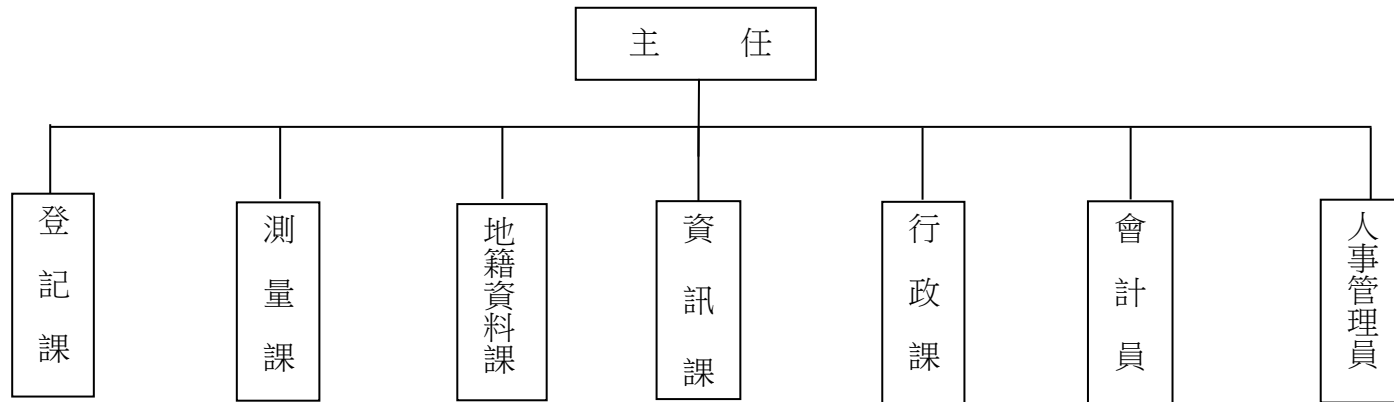 主 任
登記課
測量課
地籍資料課
資訊課
行政課
會計員
人事管理員